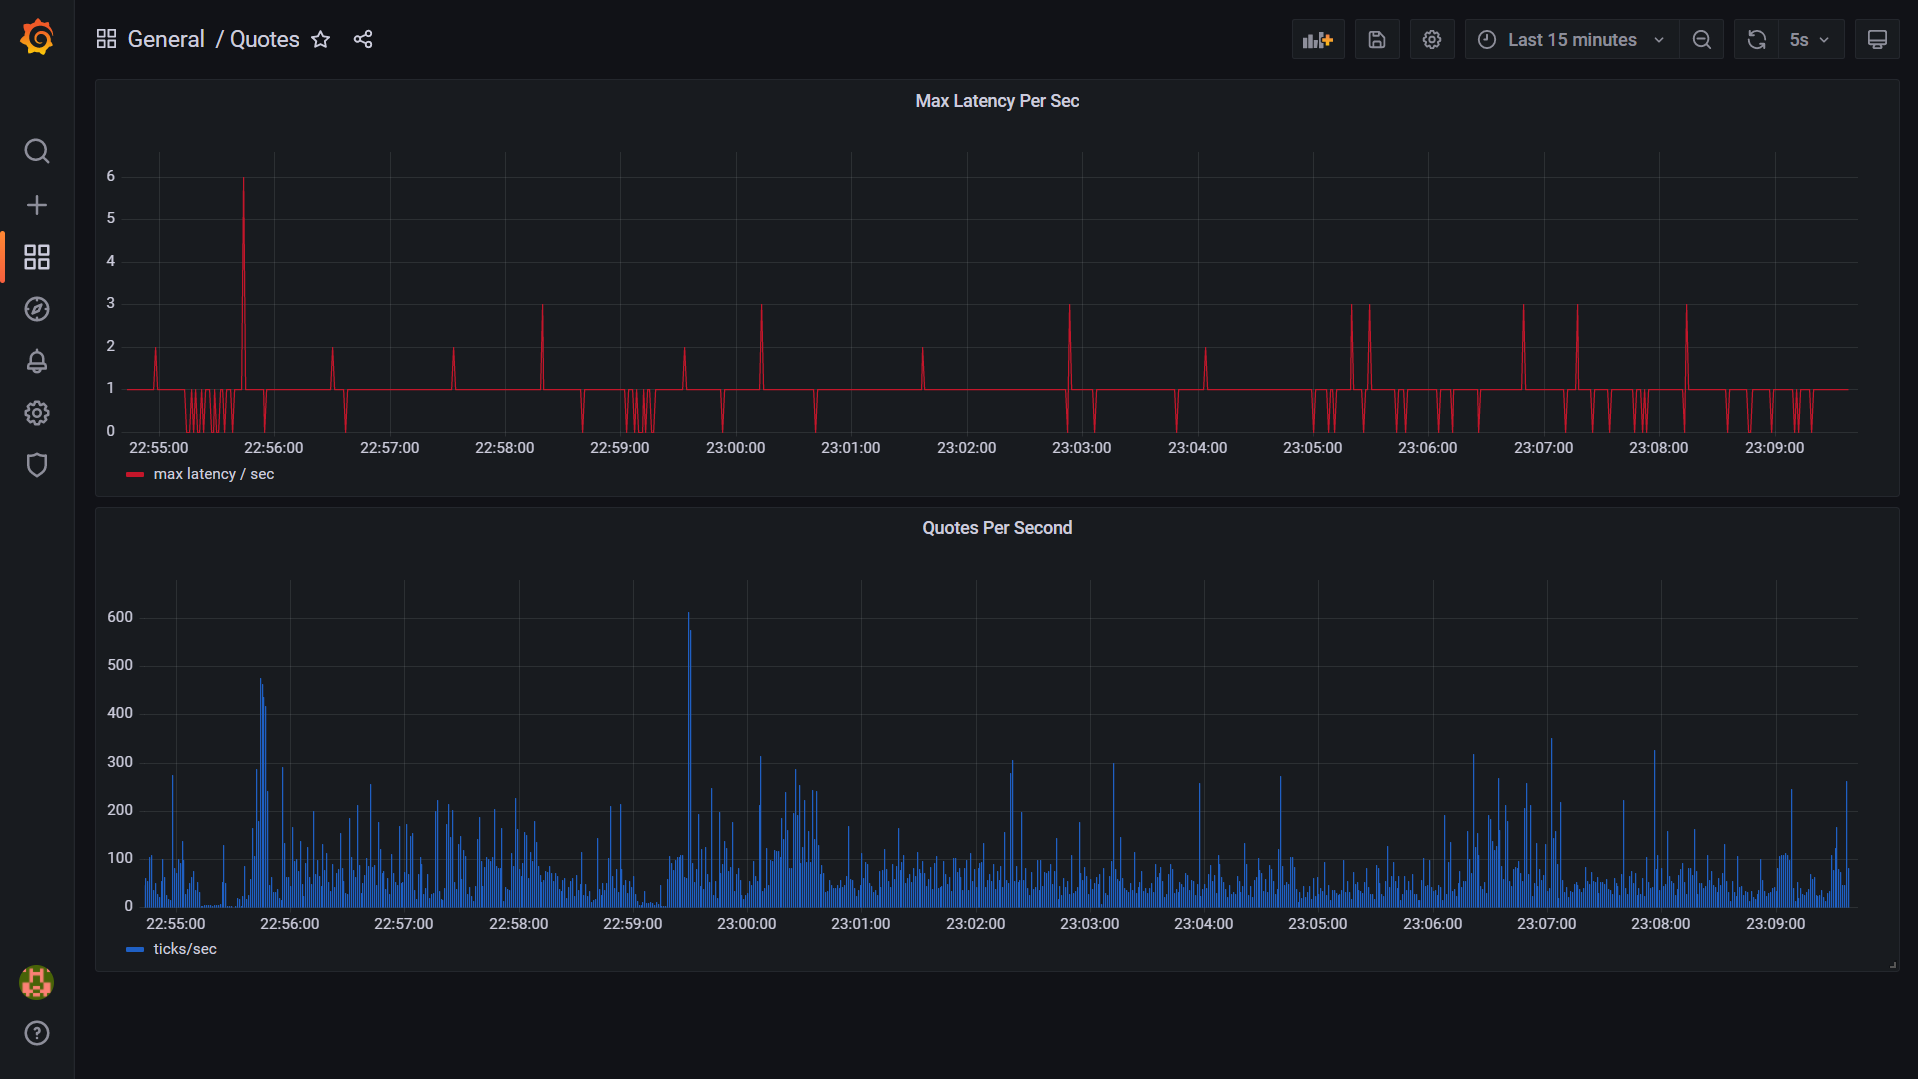 General / Quotes
Last 15 minutes
5s
Max Latency Per Sec
6
5
4
3
2
1
0
22:55:00 22:56:00 22:57:00 22:58:00 22:59:00 23:00:00 23:01:00 23:02:00 23:03:00 23:04:00 23:05:00 23:06:00 23:07:00 23:08:00 23:09:00
max latency / sec
Quotes Per Second
600
500
400
300
200
100
0
22:55:00 22:56:00 22:57:00 22:58:00 22:59:00 23:00:00 23:01:00 23:02:00 23:03:00 23:04:00 23:05:00 23:06:00 23:07:00 23:08:00 23:09:00
ticks/sec